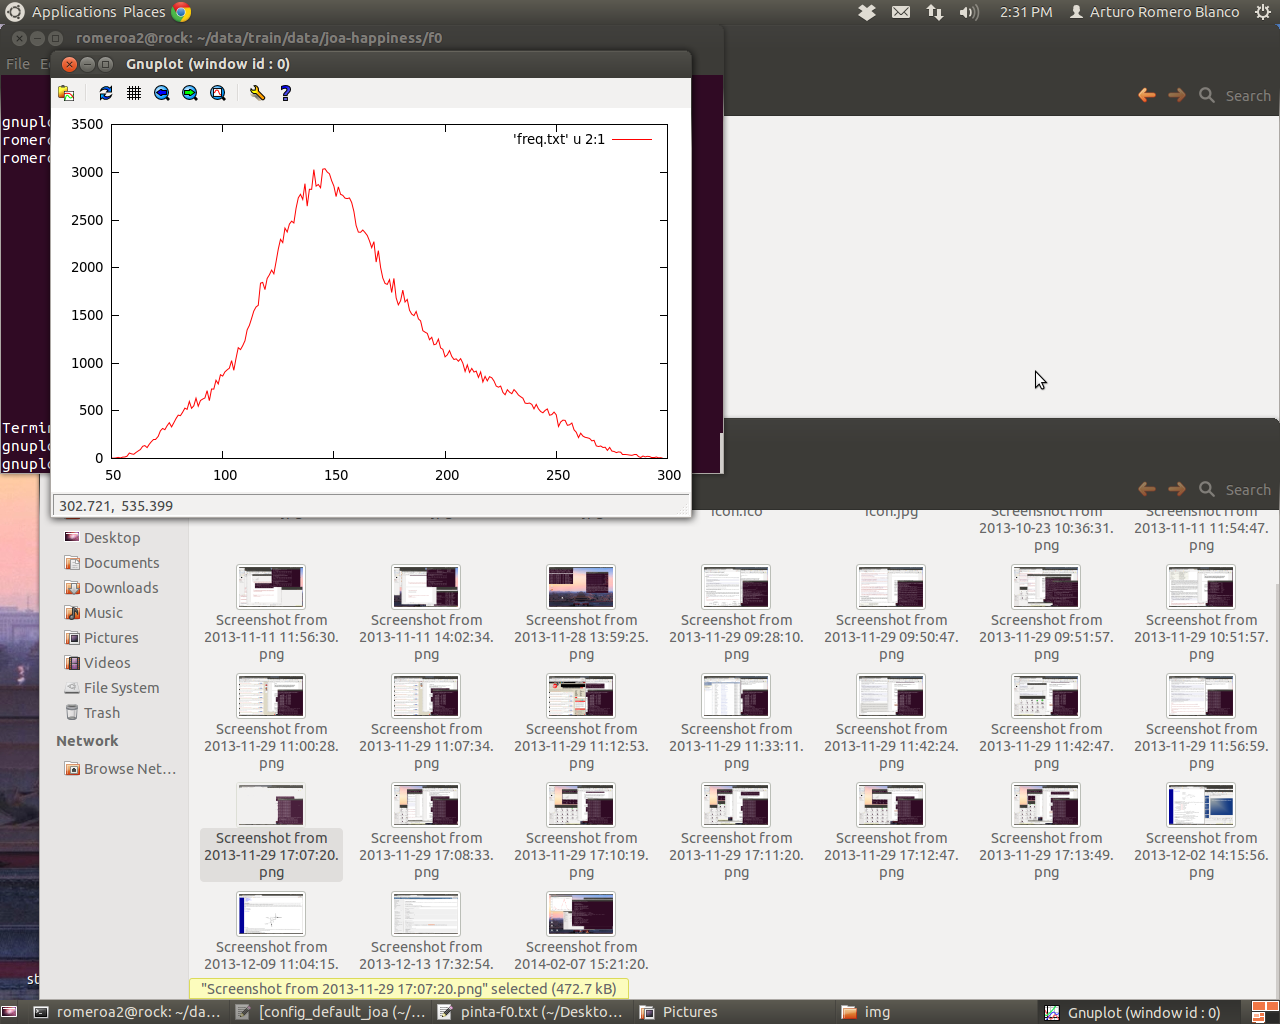 Applications Places
2:31 PM Arturo Romero Blanco
romeroa2@rock: ~/data/train/data/joa-happiness/f0
File
Gnuplot (window id : 0)
Search
gnuplo
romero
romero
3500
3000
2500
2000
1500
1000
500
0
'freq.txt' u 2:1
50 100 150 200 250 300
Termin
gnuplo
gnuplo
302.721, 535.399
Search
icon.ico
icon.jpg
Screenshot from 2013-10-23 10:36:31.png
Screenshot from 2013-11-11 11:54:47.png
Desktop
Documents
Downloads
Music
Pictures
Videos
File System
Trash
Network
Browse Net...
Screenshot from 2013-11-11 11:56:30.png
Screenshot from 2013-11-11 14:02:34.png
Screenshot from 2013-11-28 13:59:25.png
Screenshot from 2013-11-29 09:28:10.png
Screenshot from 2013-11-29 09:50:47.png
Screenshot from 2013-11-29 09:51:57.png
Screenshot from 2013-11-29 10:51:57.png
Screenshot from 2013-11-29 11:00:28.png
Screenshot from 2013-11-29 11:07:34.png
Screenshot from 2013-11-29 11:12:53.png
Screenshot from 2013-11-29 11:33:11.png
Screenshot from 2013-11-29 11:42:24.png
Screenshot from 2013-11-29 11:42:47.png
Screenshot from 2013-11-29 11:56:59.png
Screenshot from 2013-11-29 17:07:20.png
Screenshot from 2013-11-29 17:08:33.png
Screenshot from 2013-11-29 17:10:19.png
Screenshot from 2013-11-29 17:11:20.png
Screenshot from 2013-11-29 17:12:47.png
Screenshot from 2013-11-29 17:13:49.png
Screenshot from 2013-12-02 14:15:56.png
Screenshot from 2013-12-09 11:04:15.
Screenshot from 2013-12-13 17:32:54.
Screenshot from 2014-02-07 15:21:20.
st
"Screenshot from 2013-11-29 17:07:20.png" selected (472.7 kB)
romeroa2@rock: ~/da...
[config_default_joa (~/...
pinta-f0.txt (~/Deskto...
Pictures
img
Gnuplot (window id : 0)